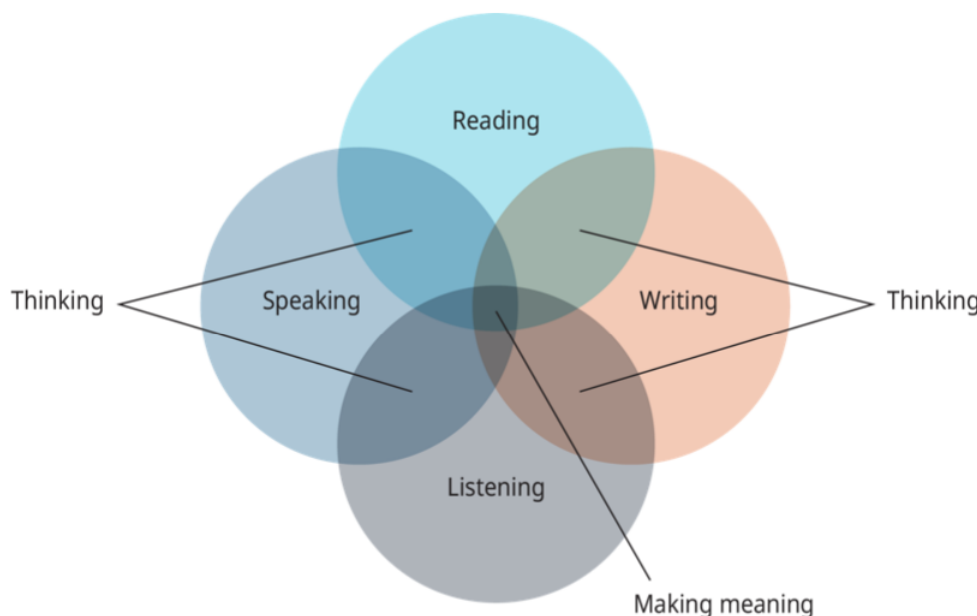 Reading
Thinking
Speaking
Writing
Thinking
Listening
Making meaning